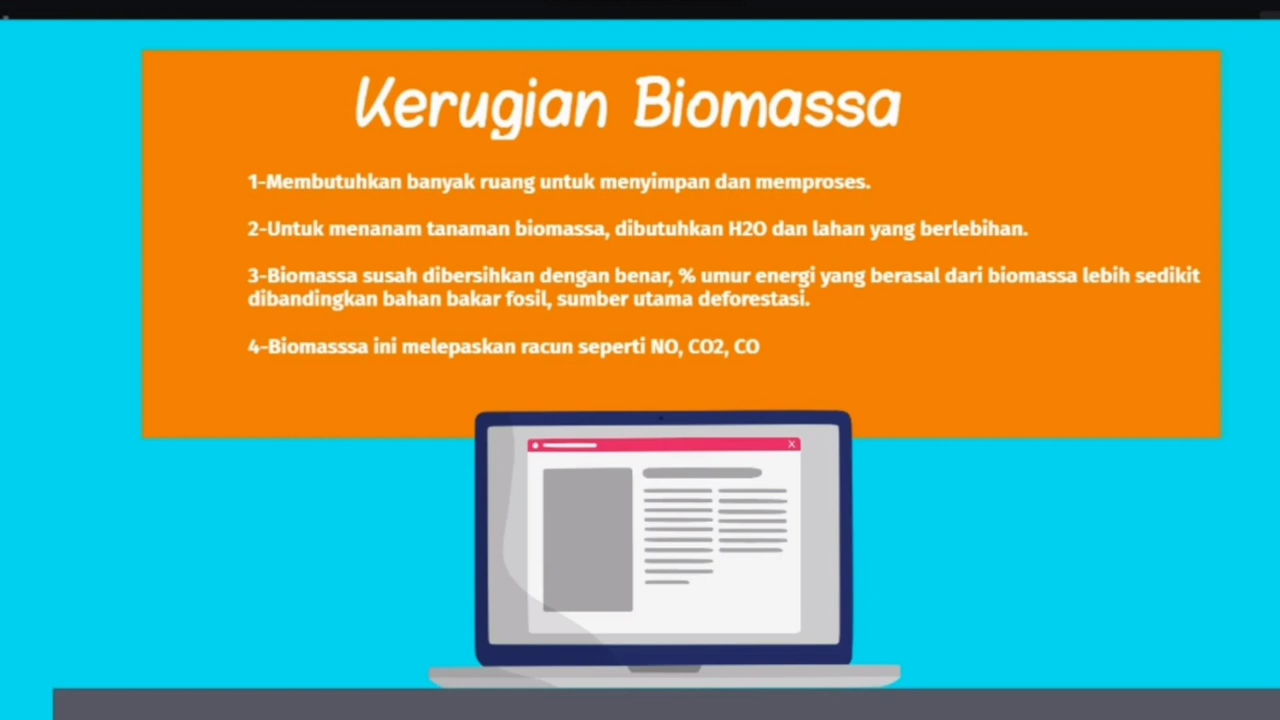 Kerugian Biomassa
1-Membutuhkan banyak ruang untuk menyimpan dan memproses.
2-Untuk menanam tanaman biomassa, dibutuhkan H2O dan lahan yang berlebihan.
3-Biomassa susah dibersihkan dengan benar, % umur energi yang berasal dari biomassa lebih sedikit
dibandingkan bahan bakar fosil, sumber utama deforestasi.
4-Biomasssa ini melepaskan racun seperti NO, CO2, CO
X